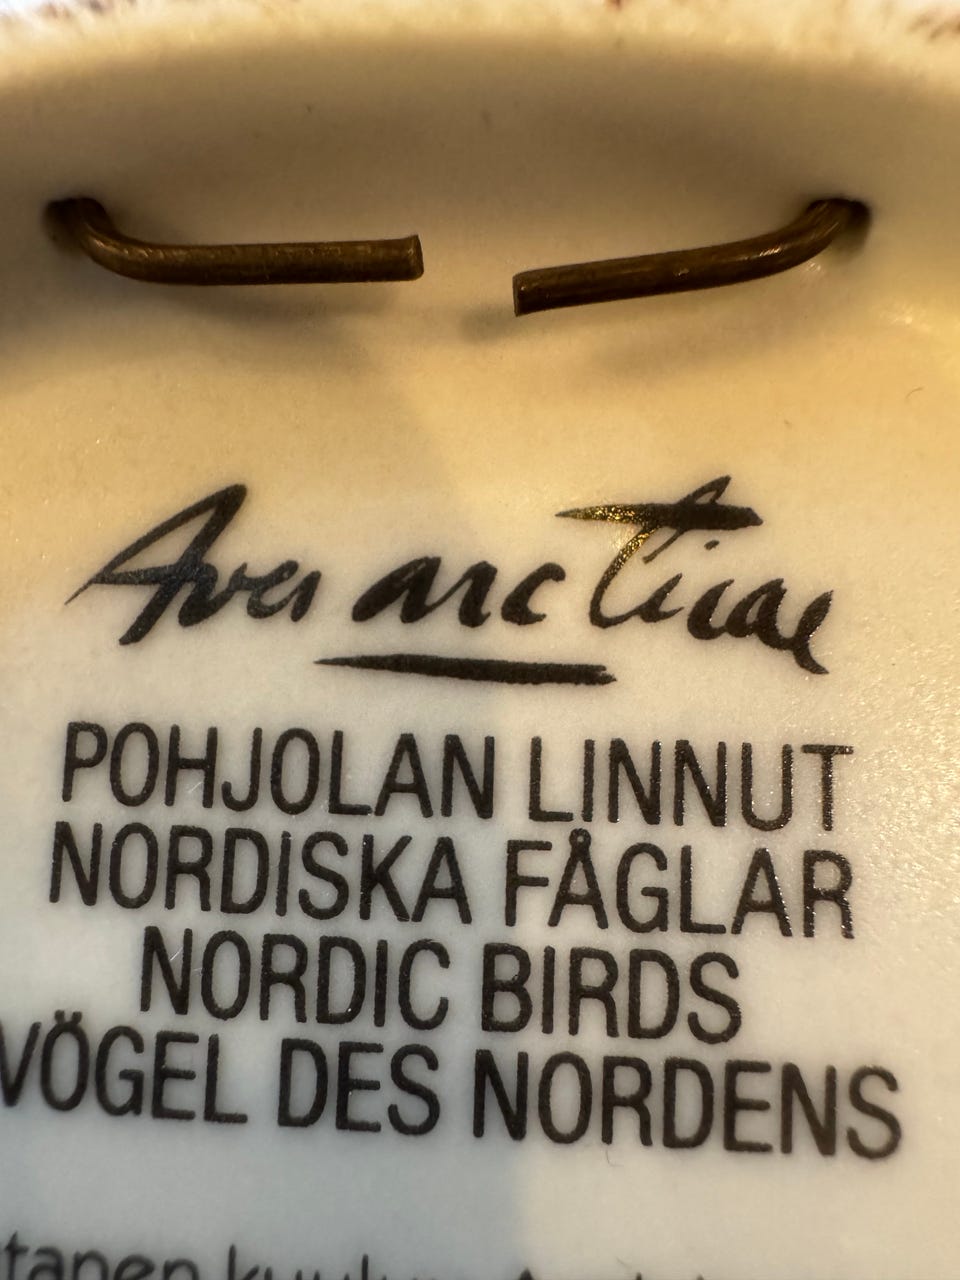 Aves arcticae
POHJOLAN LINNUT
NORDISKA FÅGLAR
NORDIC BIRDS
VÖGEL DES NORDENS